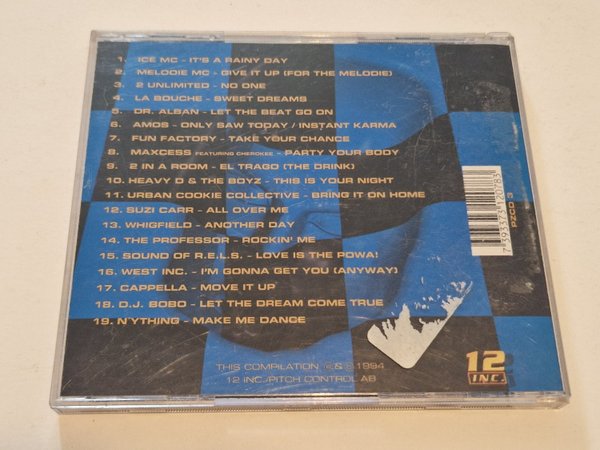 1. ICE MC - IT'S A RAINY DAY
2. MELODIE MC - GIVE IT UP (FOR THE MELODIE)
3. 2 UNLIMITED - NO ONE
4. LA BOUCHE - SWEET DREAMS
5. DR. ALBAN - LET THE BEAT GO ON
6. AMOS - ONLY SAW TODAY / INSTANT KARMA
7. FUN FACTORY - TAKE YOUR CHANCE
8. MAXCESS FEATURING CHEROKEE - PARTY YOUR BODY
9. 2 IN A ROOM - EL TRAGO (THE DRINK)
10. HEAVY D & THE BOYZ - THIS IS YOUR NIGHT
11. URBAN COOKIE COLLECTIVE - BRING IT ON HOME
12. SUZI CARR - ALL OVER ME
13. WHIGFIELD - ANOTHER DAY
14. THE PROFESSOR - ROCKIN' ME
15. SOUND OF R.E.L.S. - LOVE IS THE POWA!
16. WEST INC. - I'M GONNA GET YOU (ANYWAY)
17. CAPPELLA - MOVE IT UP
18. D.J. BOBO - LET THE DREAM COME TRUE
19. N'YTHING - MAKE ME DANCE
7393373120783
PZCD 3
THIS COMPILATION ℗ & © 1994
12 INC./PITCH CONTROL AB
12
INC.